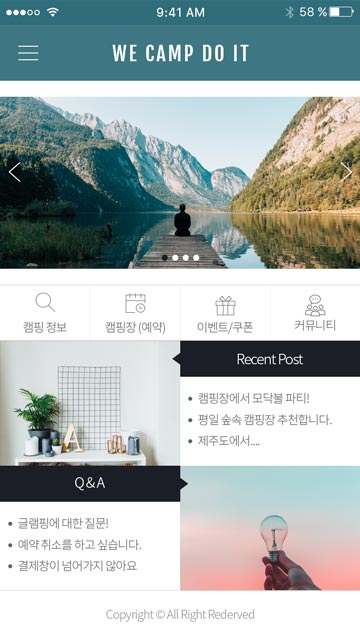 9:41 AM
58 %
WE CAMP DO IT
캠핑 정보
캠핑장 (예약)
이벤트/쿠폰
커뮤니티
Recent Post
캠핑장에서 모닥불 파티!
평일 숲속 캠핑장 추천합니다.
제주도에서....
A
Q & A
글램핑에 대한 질문!
예약 취소를 하고 싶습니다.
결제창이 넘어가지 않아요
Copyright © All Right Rederved